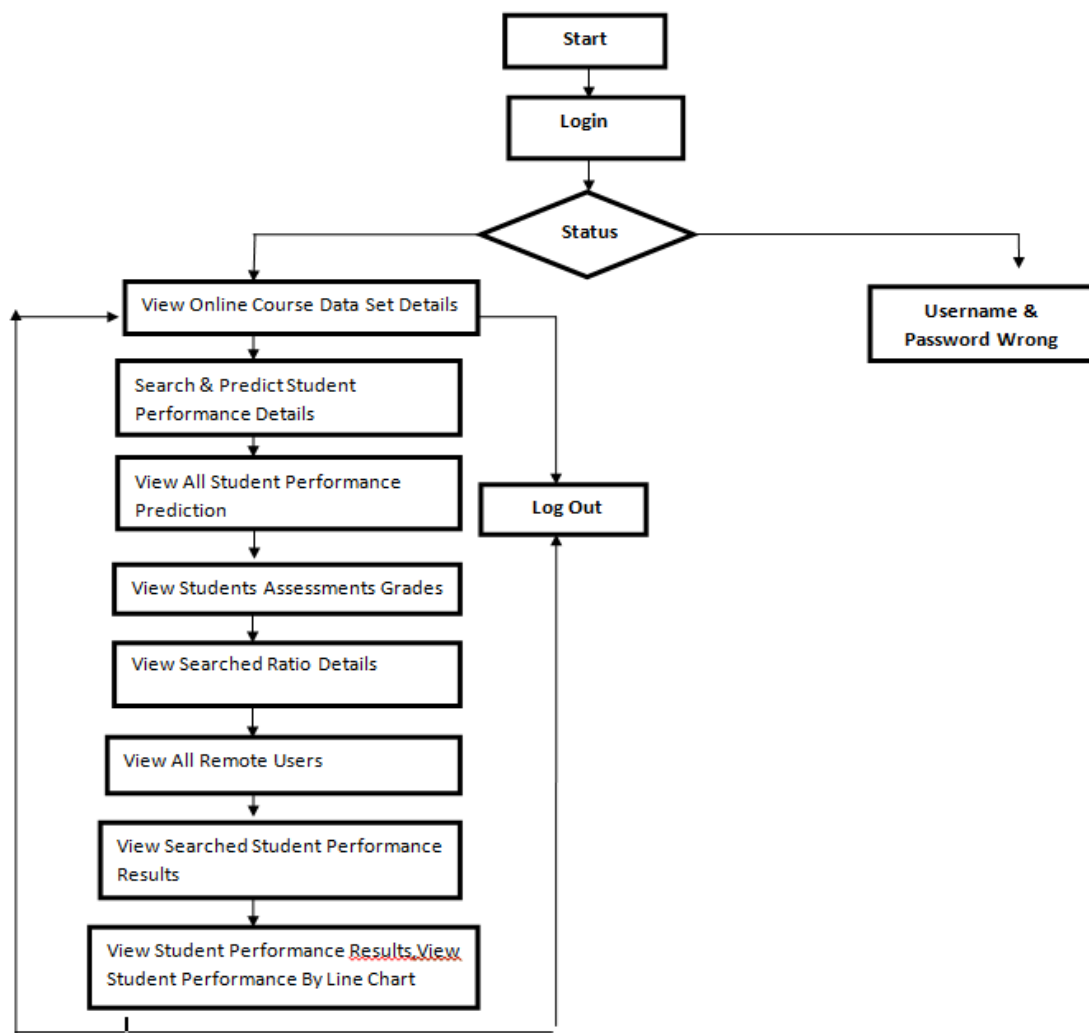 Start
Login
Status
View Online Course Data Set Details
Username &
Password Wrong
Search & Predict Student
Performance Details
View All Student Performance
Prediction
Log Out
View Students Assessments Grades
View Searched Ratio Details
View All Remote Users
View Searched Student Performance
Results
View Student Performance Results,View
Student Performance By Line Chart